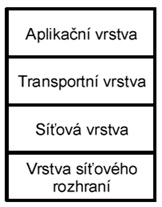 Aplikační vrstva
Transportní vrstva
Síťová vrstva
Vrstva síťového
rozhraní